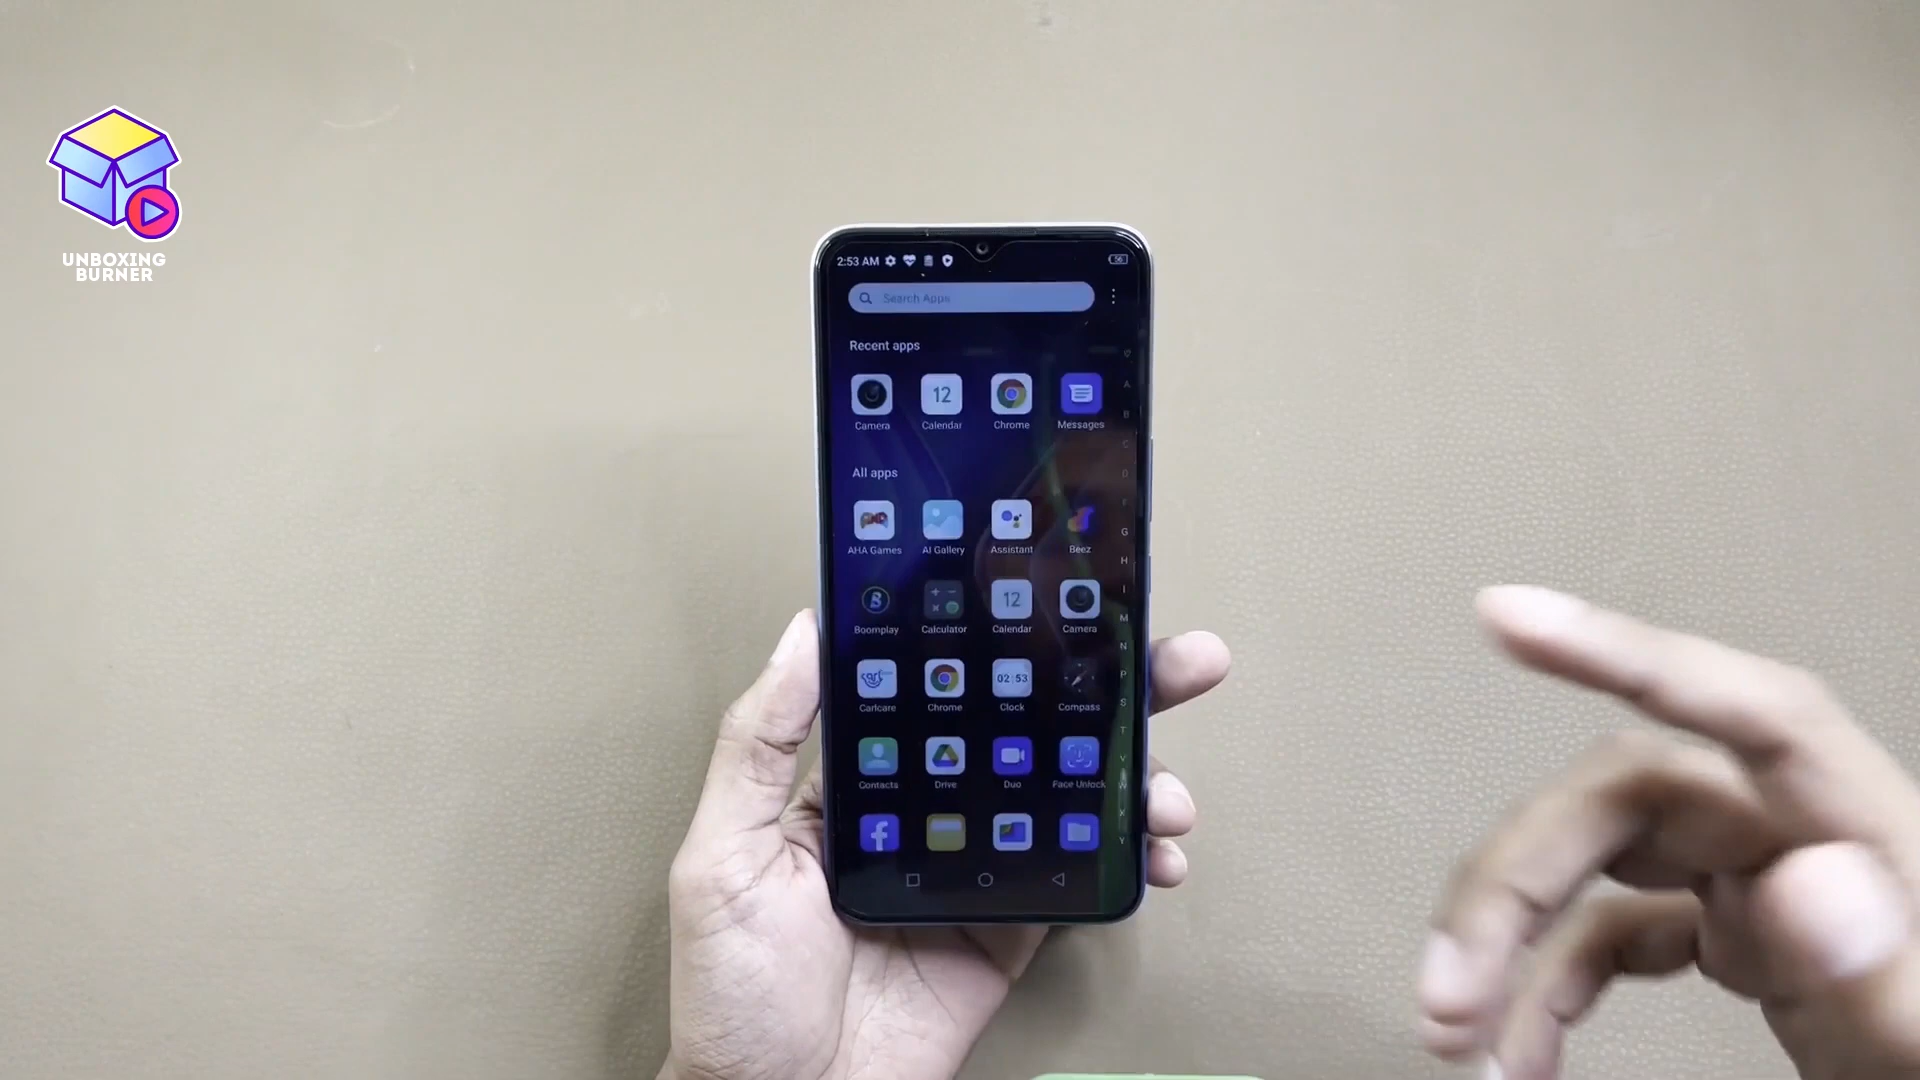 UNBOXING
BURNER
2:53 AM
56
Search Apps
Recent apps
12
Camera Calendar Chrome Messages
All apps
AHA Games AI Gallery Assistant Beez
B 12
Boomplay Calculator Calendar Camera
02:53
Carlcare Chrome Clock Compass
Contacts Drive Duo Face Unlock
A
B
C
D
F
G
H
I
M
N
P
S
T
V
W
X
Y